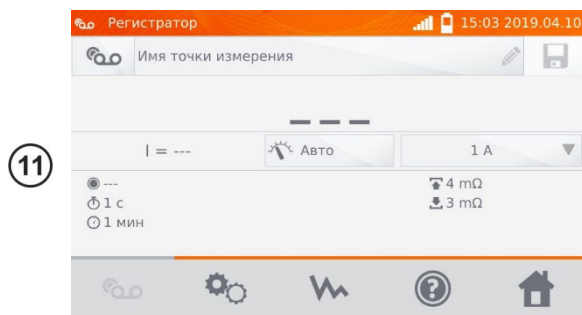 Регистратор 15:03 2019.04.10
Имя точки измерения
---
11
I = --- Авто 1 A
---
1 с 4 mΩ
1 мин 3 mΩ